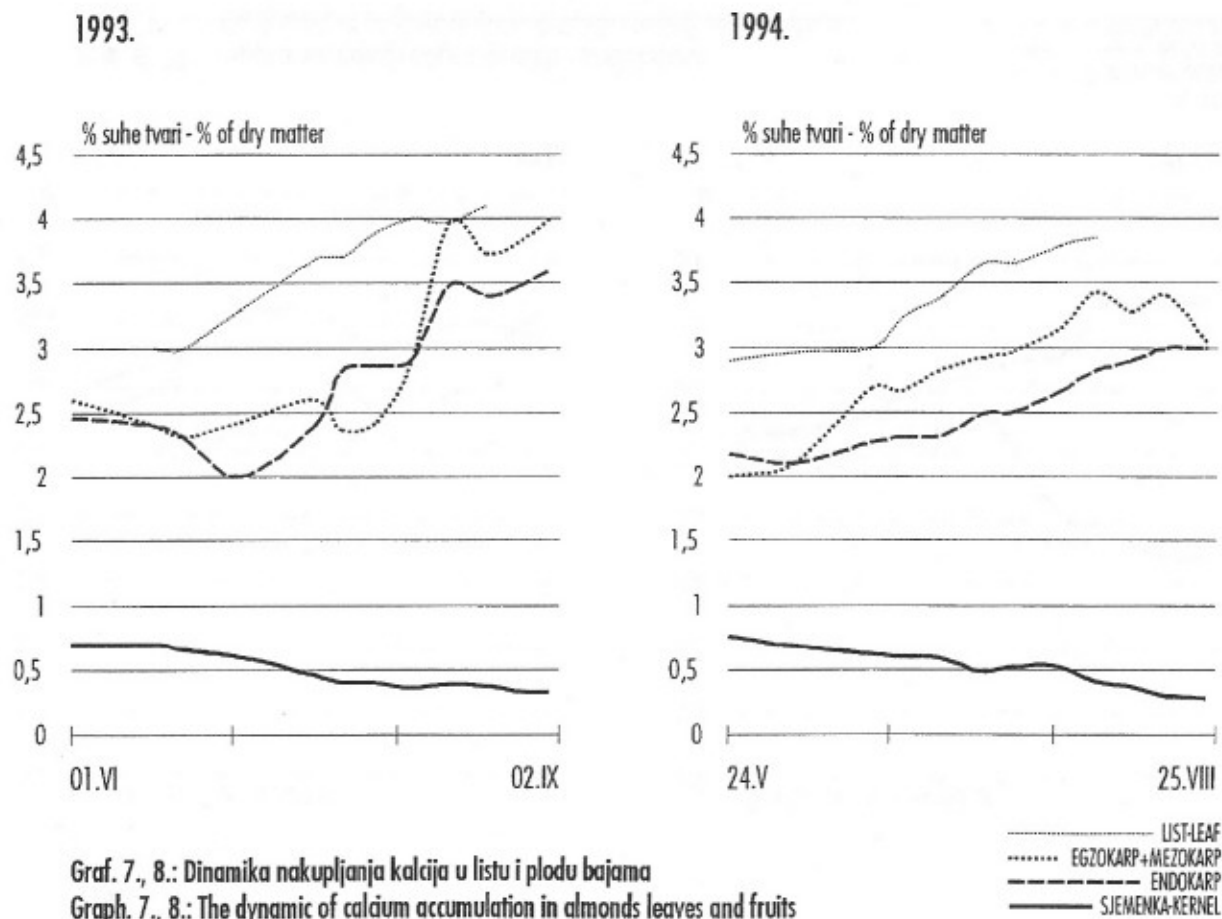 1993.
1994.
% suhe tvari - % of dry matter
% suhe tvari - % of dry matter
4,5
4
3,5
3
2,5
2
1,5
1
0,5
0
01.VI
02.IX
4,5
4
3,5
3
2,5
2
1,5
1
0,5
0
24.V
25.VIII
LIST-LEAF
EGZOKARP+MEZOKARP
ENDOKARP
SJEMENKA-KERNEL
Graf. 7., 8.: Dinamika nakupljanja kalcija u listu i plodu bajama
Graph. 7., 8.: The dynamic of calcium accumulation in almonds leaves and fruits